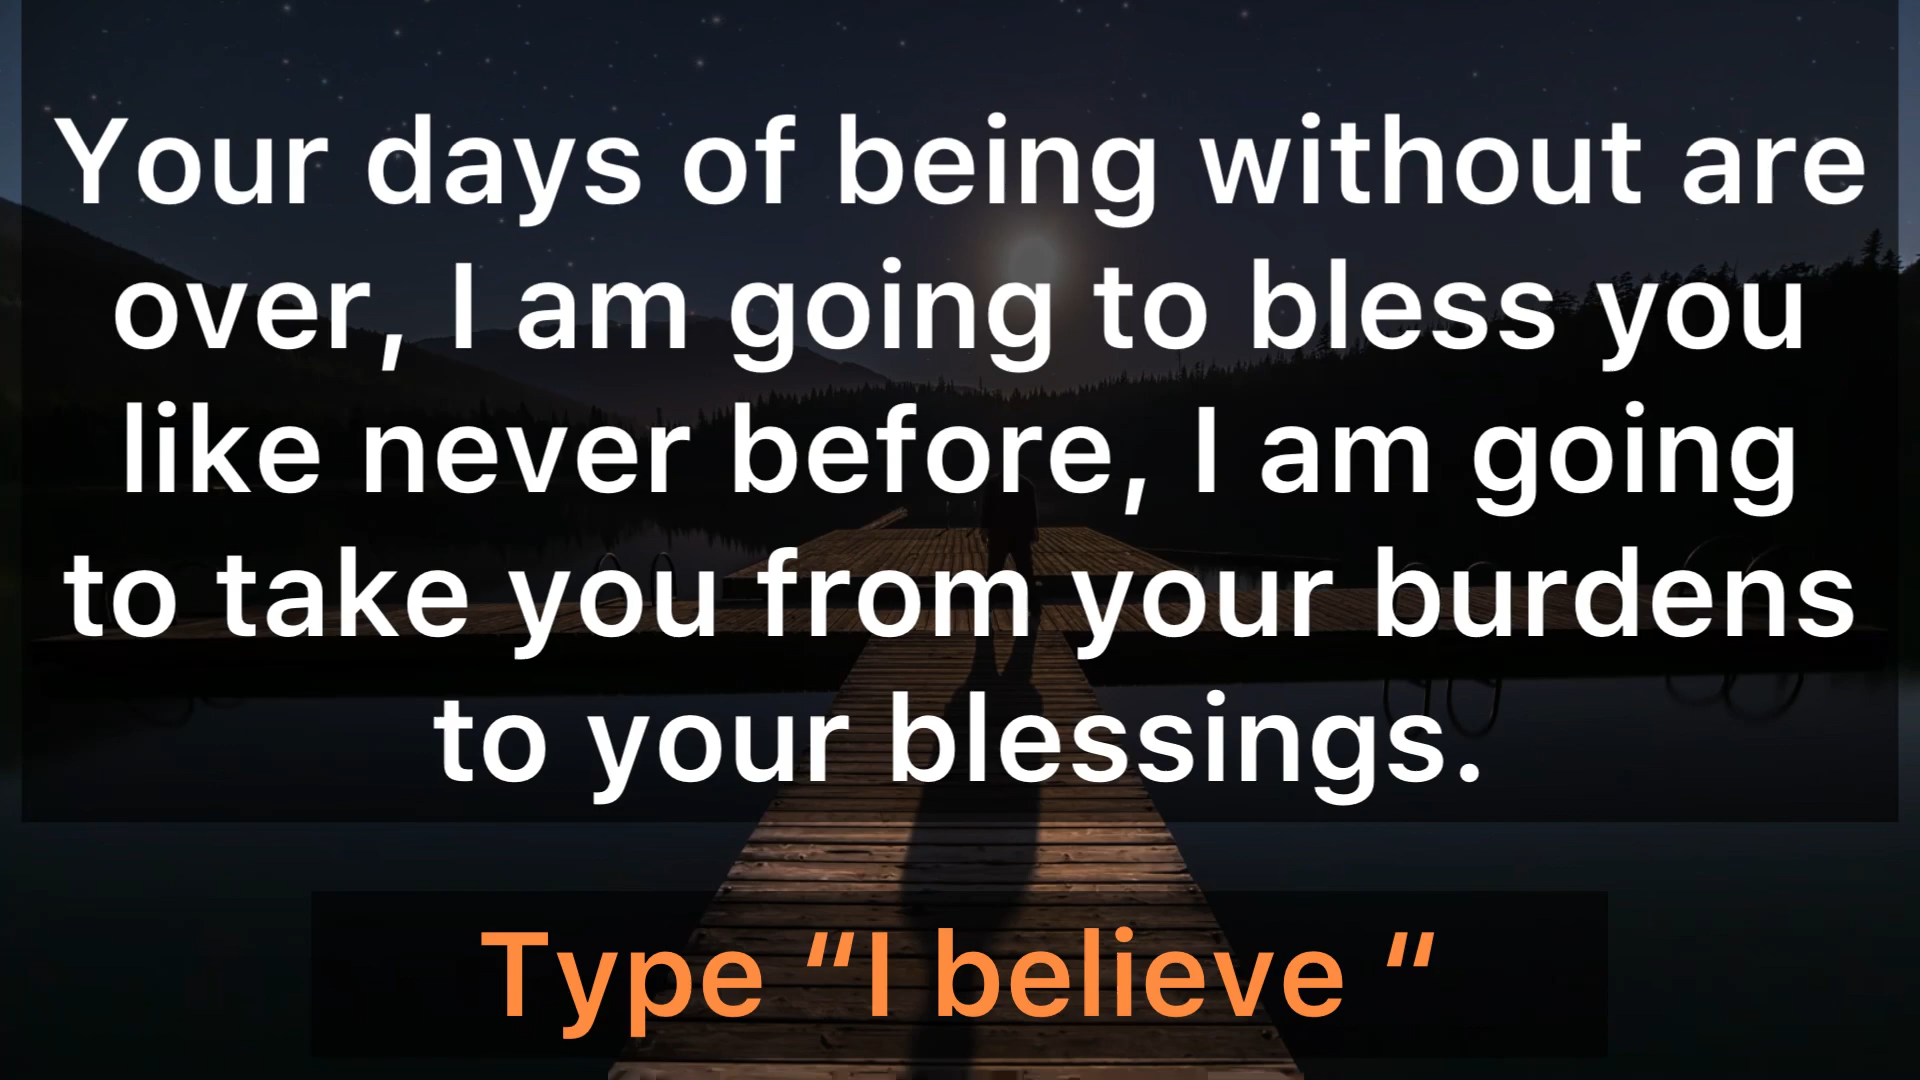 Your days of being without are
over, I am going to bless you
like never before, I am going
to take you from your burdens
to your blessings.
Type “I believe “